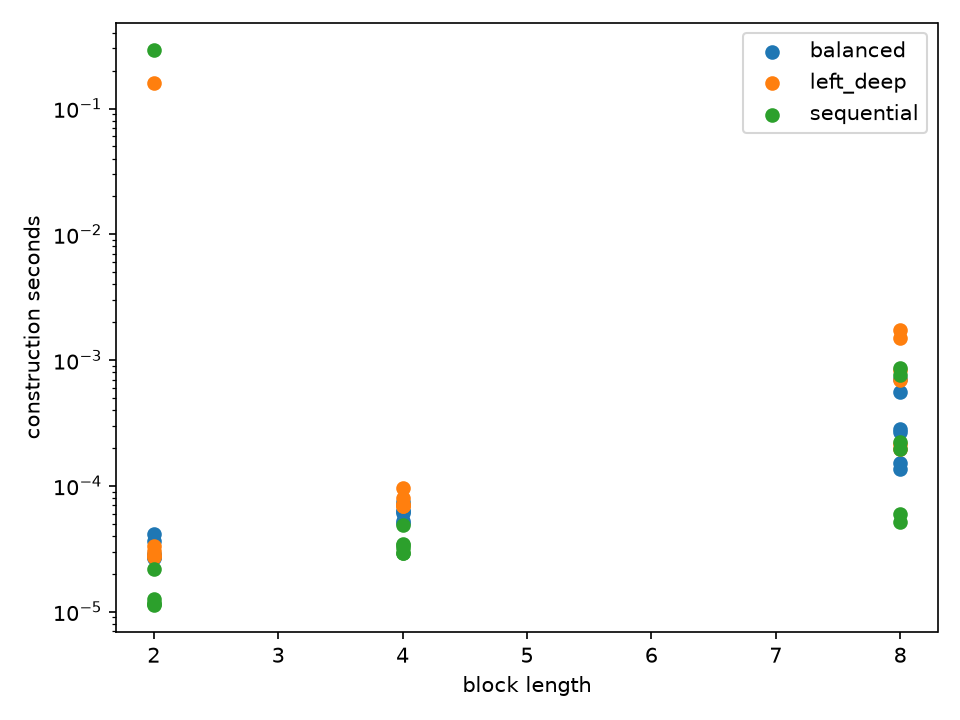 balanced
left_deep
sequential
10⁻¹
10⁻²
10⁻³
10⁻⁴
10⁻⁵
construction seconds
2 3 4 5 6 7 8
block length